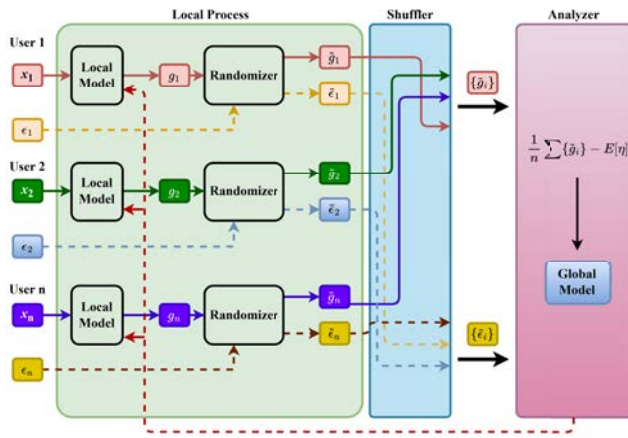 Local Process
Shuffler
Analyzer
User 1
x₁
Local
Model
g₁
Randomizer
g̃₁
{g̃ᵢ}
ϵ₁
ϵ̃₁
1/n ∑{g̃ᵢ} − E[η]
User 2
x₂
Local
Model
g₂
Randomizer
g̃₂
ϵ₂
ϵ̃₂
Global
Model
User n
xₙ
Local
Model
gₙ
Randomizer
g̃ₙ
ϵₙ
ϵ̃ₙ
{ϵ̃ᵢ}